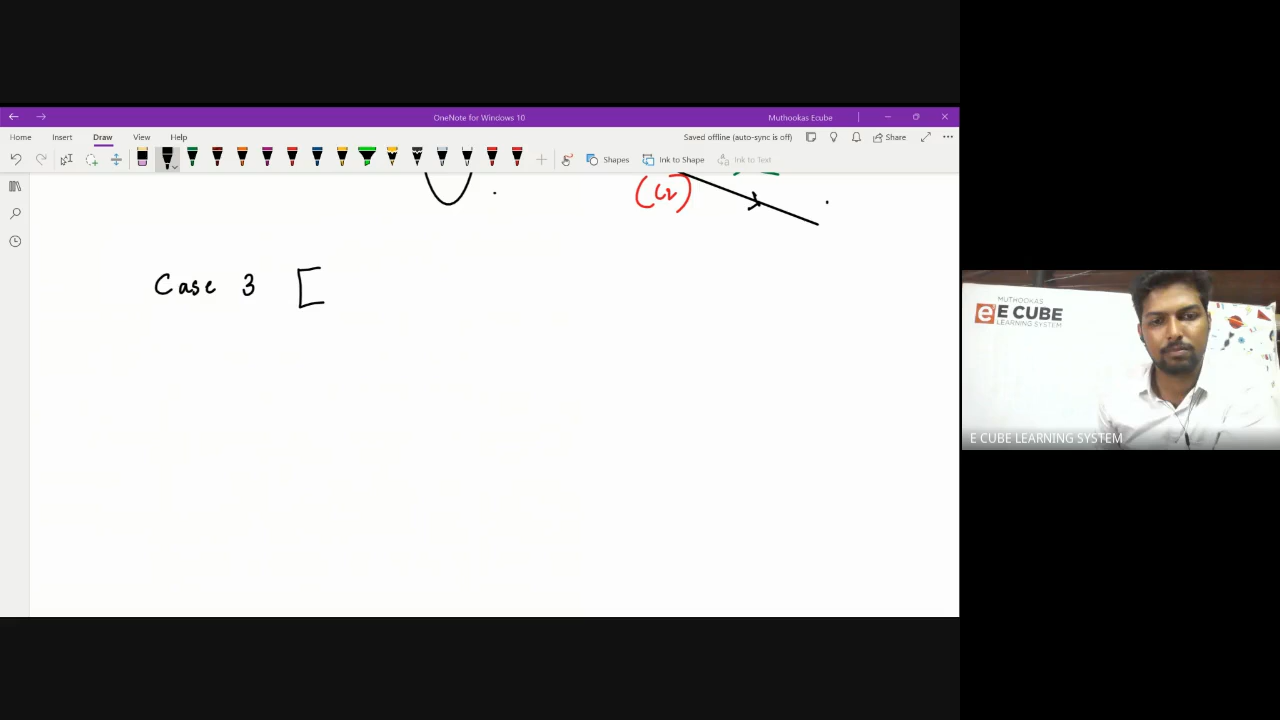 OneNote for Windows 10
Muthookas Ecube
Home Insert Draw View Help
Saved offline (auto-sync is off)
Share
Shapes
Ink to Shape
Ink to Text
Case 3 [
MUTHOOKAS
e E CUBE
LEARNING SYSTEM
E CUBE LEARNING SYSTEM